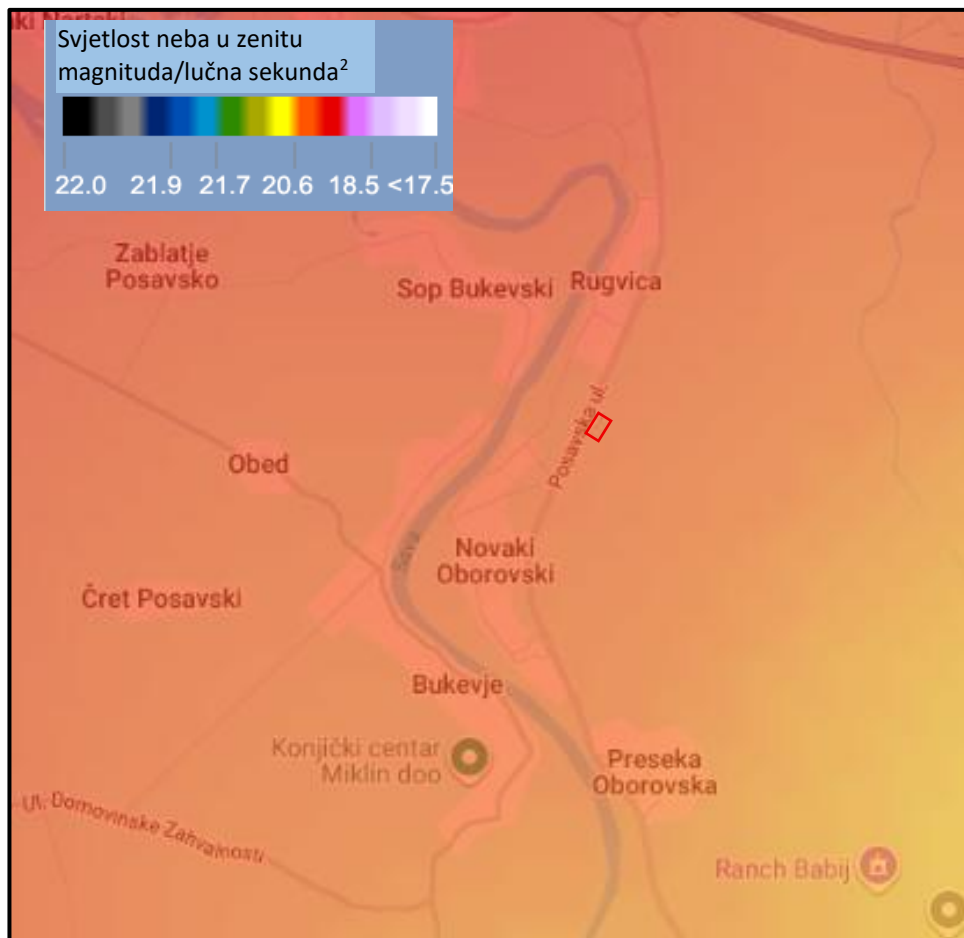 Svjetlost neba u zenitu
magnituda/lučna sekunda²
22.0 21.9 21.7 20.6 18.5 <17.5
Zablatje
Posavsko
Sop Bukevski
Rugvica
Posavska ul.
Obed
Sava
Novaki
Oborovski
Čret Posavski
Bukevje
Konjički centar
Miklin doo
Preseka
Oborovska
Ul. Domovinske Zahvalnosti
Ranch Babij